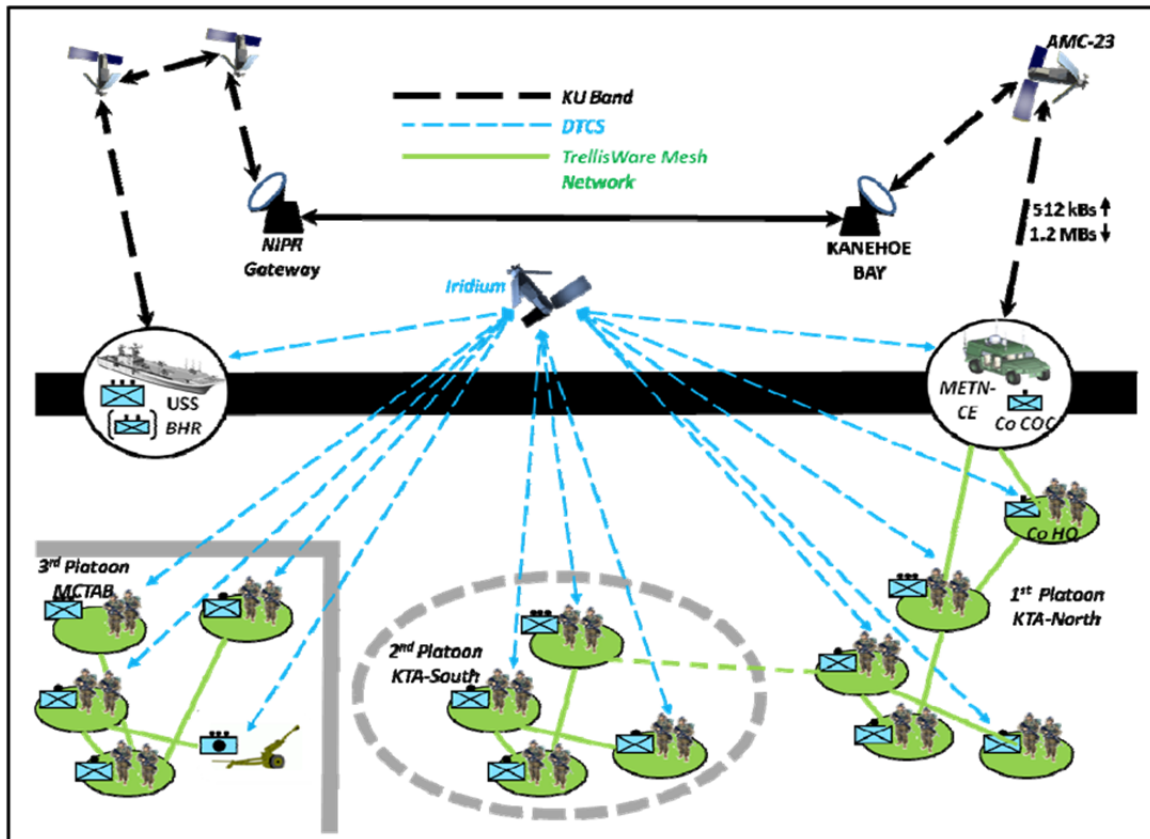 AMC-23
KU Band
DTCS
TrellisWare Mesh
Network
NIPR
Gateway
KANEHOE
BAY
512 kBs ↑
1.2 MBs ↓
Iridium
USS
BHR
METN-
CE
Co COC
Co HQ
3rd Platoon
MCTAB
2nd Platoon
KTA-South
1st Platoon
KTA-North